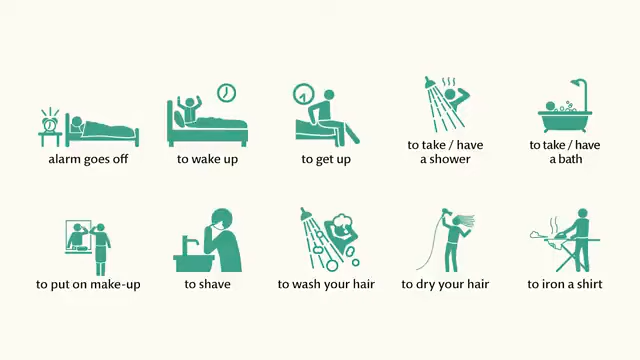 alarm goes off
to wake up
to get up
to take / have
a shower
to take / have
a bath
to put on make-up
to shave
to wash your hair
to dry your hair
to iron a shirt